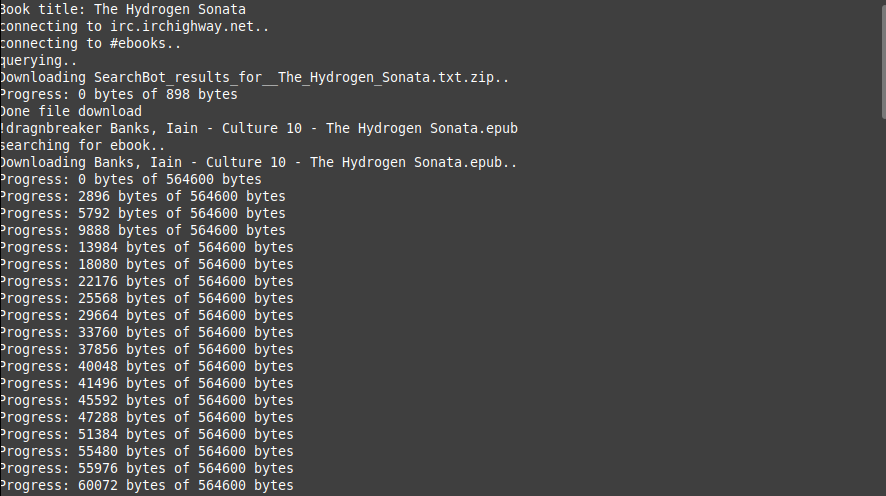 Book title: The Hydrogen Sonata
connecting to irc.irchighway.net..
connecting to #ebooks..
querying..
Downloading SearchBot_results_for__The_Hydrogen_Sonata.txt.zip..
Progress: 0 bytes of 898 bytes
Done file download
!dragnbreaker Banks, Iain - Culture 10 - The Hydrogen Sonata.epub
searching for ebook..
Downloading Banks, Iain - Culture 10 - The Hydrogen Sonata.epub..
Progress: 0 bytes of 564600 bytes
Progress: 2896 bytes of 564600 bytes
Progress: 5792 bytes of 564600 bytes
Progress: 9888 bytes of 564600 bytes
Progress: 13984 bytes of 564600 bytes
Progress: 18080 bytes of 564600 bytes
Progress: 22176 bytes of 564600 bytes
Progress: 25568 bytes of 564600 bytes
Progress: 29664 bytes of 564600 bytes
Progress: 33760 bytes of 564600 bytes
Progress: 37856 bytes of 564600 bytes
Progress: 40048 bytes of 564600 bytes
Progress: 41496 bytes of 564600 bytes
Progress: 45592 bytes of 564600 bytes
Progress: 47288 bytes of 564600 bytes
Progress: 51384 bytes of 564600 bytes
Progress: 55480 bytes of 564600 bytes
Progress: 55976 bytes of 564600 bytes
Progress: 60072 bytes of 564600 bytes